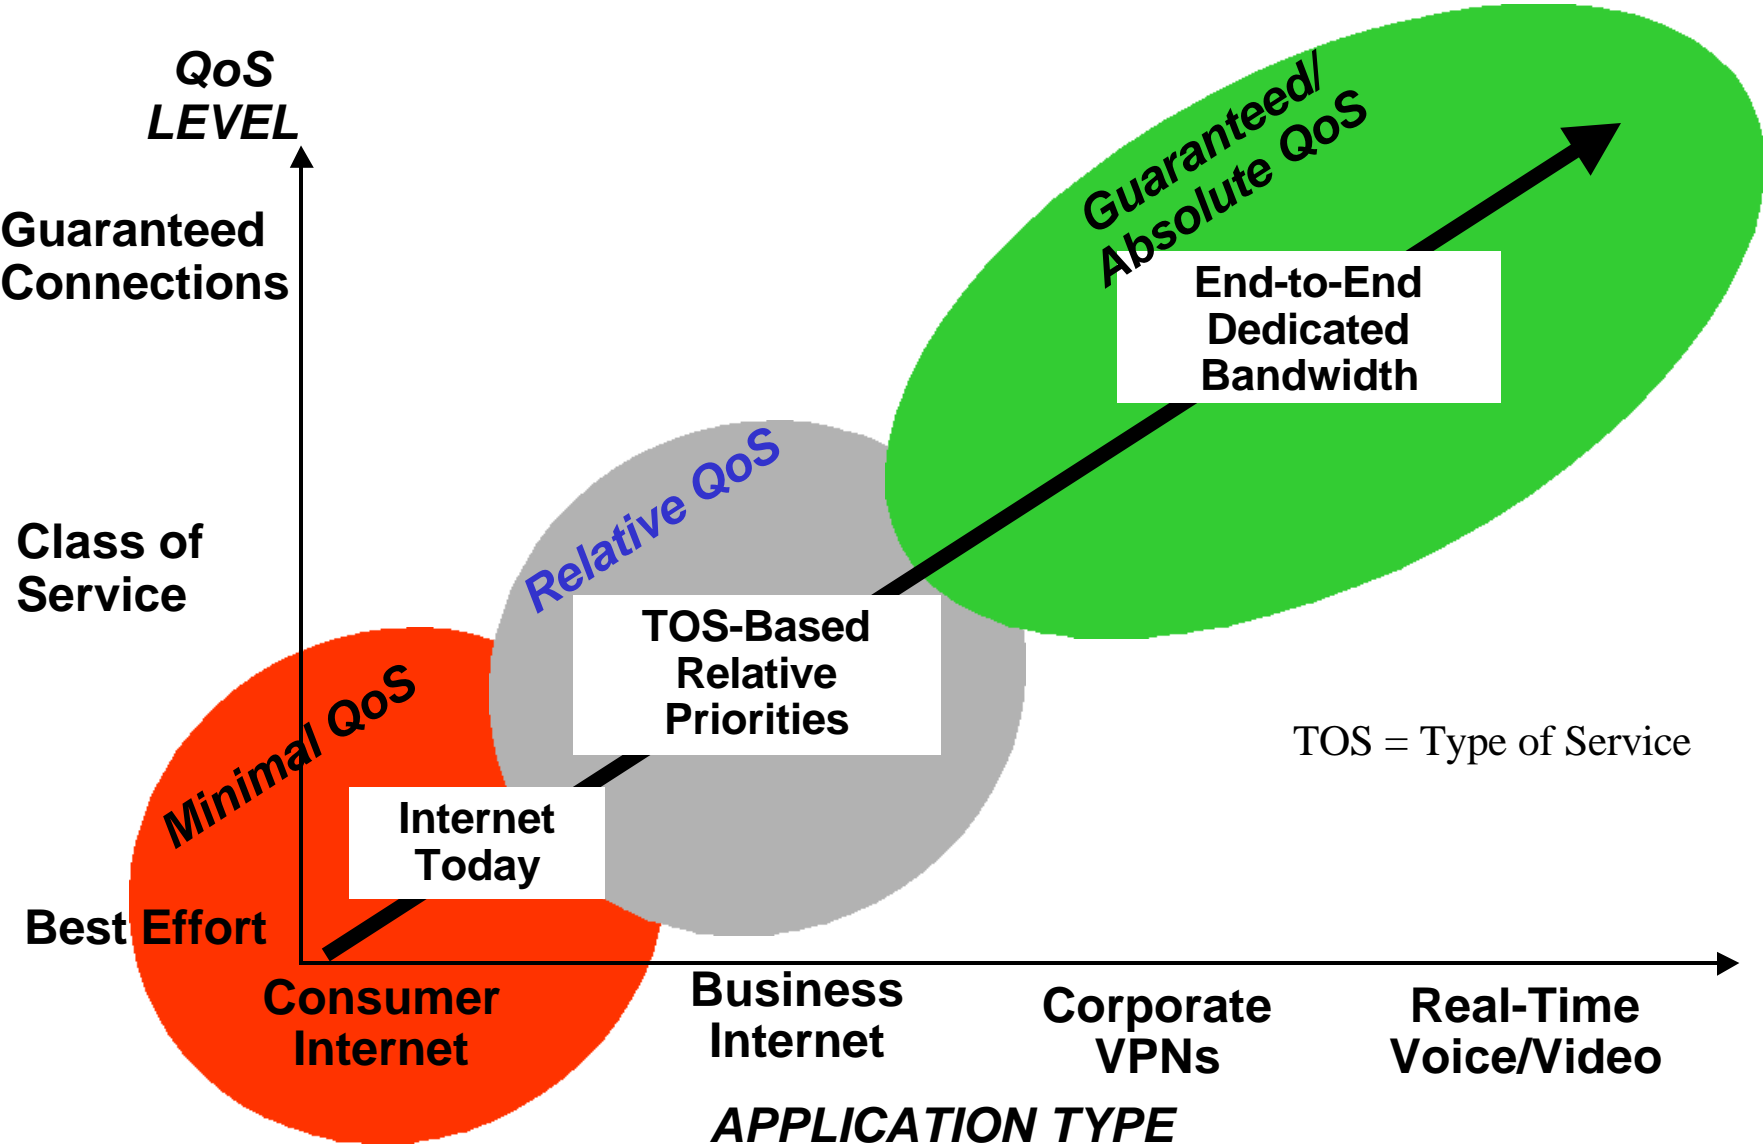 QoS
LEVEL
Guaranteed
Connections
Class of
Service
Best Effort
Guaranteed/
Absolute QoS
End-to-End
Dedicated
Bandwidth
Relative QoS
TOS-Based
Relative
Priorities
Minimal QoS
Internet
Today
TOS = Type of Service
Consumer
Internet
Business
Internet
Corporate
VPNs
Real-Time
Voice/Video
APPLICATION TYPE